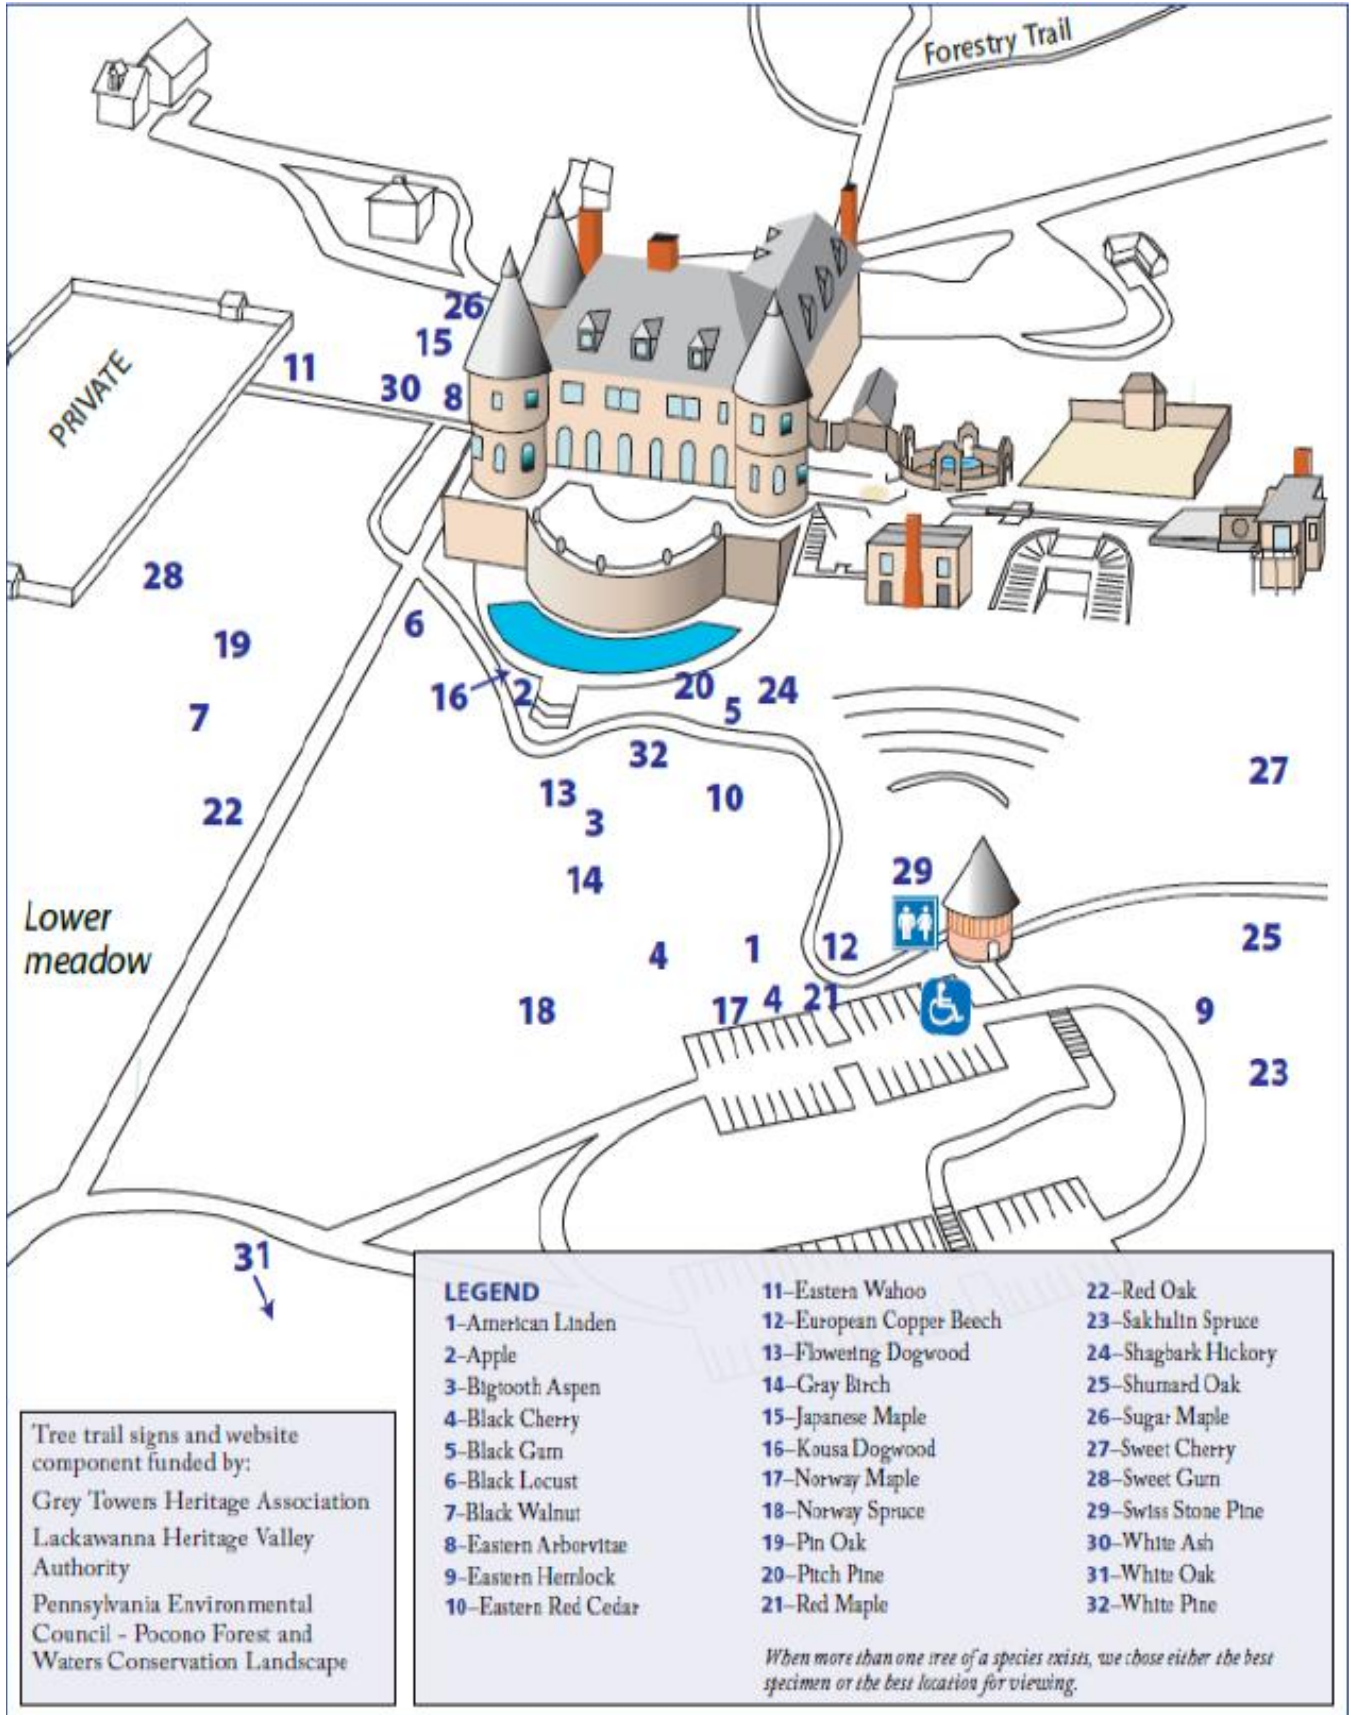 Forestry Trail
26
15
11
30
8
PRIVATE
28
6
19
16
2
20
24
7
5
32
27
13
10
22
3
14
29
Lower
meadow
4
1
12
25
18
17
4
21
9
23
31
LEGEND
1–American Linden
2–Apple
3–Bigtooth Aspen
4–Black Cherry
5–Black Gum
6–Black Locust
7–Black Walnut
8–Eastern Arborvitae
9–Eastern Hemlock
10–Eastern Red Cedar
11–Eastern Wahoo
12–European Copper Beech
13–Flowering Dogwood
14–Gray Birch
15–Japanese Maple
16–Kousa Dogwood
17–Norway Maple
18–Norway Spruce
19–Pin Oak
20–Pitch Pine
21–Red Maple
22–Red Oak
23–Sakhalin Spruce
24–Shagbark Hickory
25–Shumard Oak
26–Sugar Maple
27–Sweet Cherry
28–Sweet Gum
29–Swiss Stone Pine
30–White Ash
31–White Oak
32–White Pine
When more than one tree of a species exists, we chose either the best
specimen or the best location for viewing.
Tree trail signs and website
component funded by:
Grey Towers Heritage Association
Lackawanna Heritage Valley
Authority
Pennsylvania Environmental
Council - Pocono Forest and
Waters Conservation Landscape